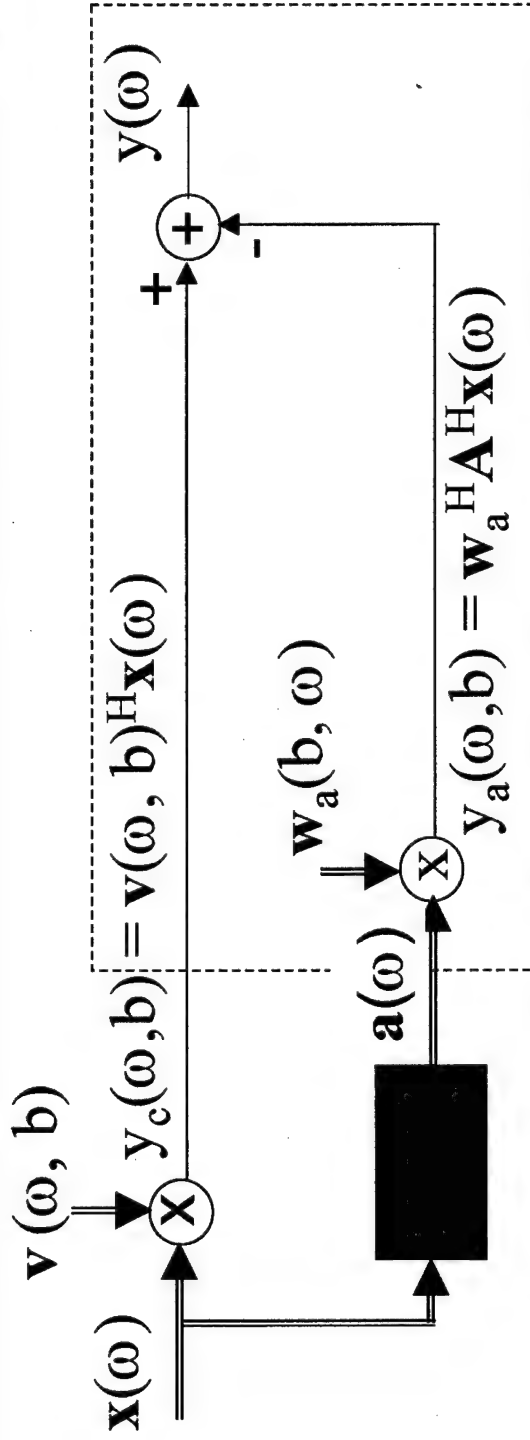 v(ω, b)
x(ω)
X
y_c(ω,b) = v(ω, b)^H x(ω)
+
+
y(ω)
-
w_a(b, ω)
a(ω)
X
y_a(ω,b) = w_a^H A^H x(ω)